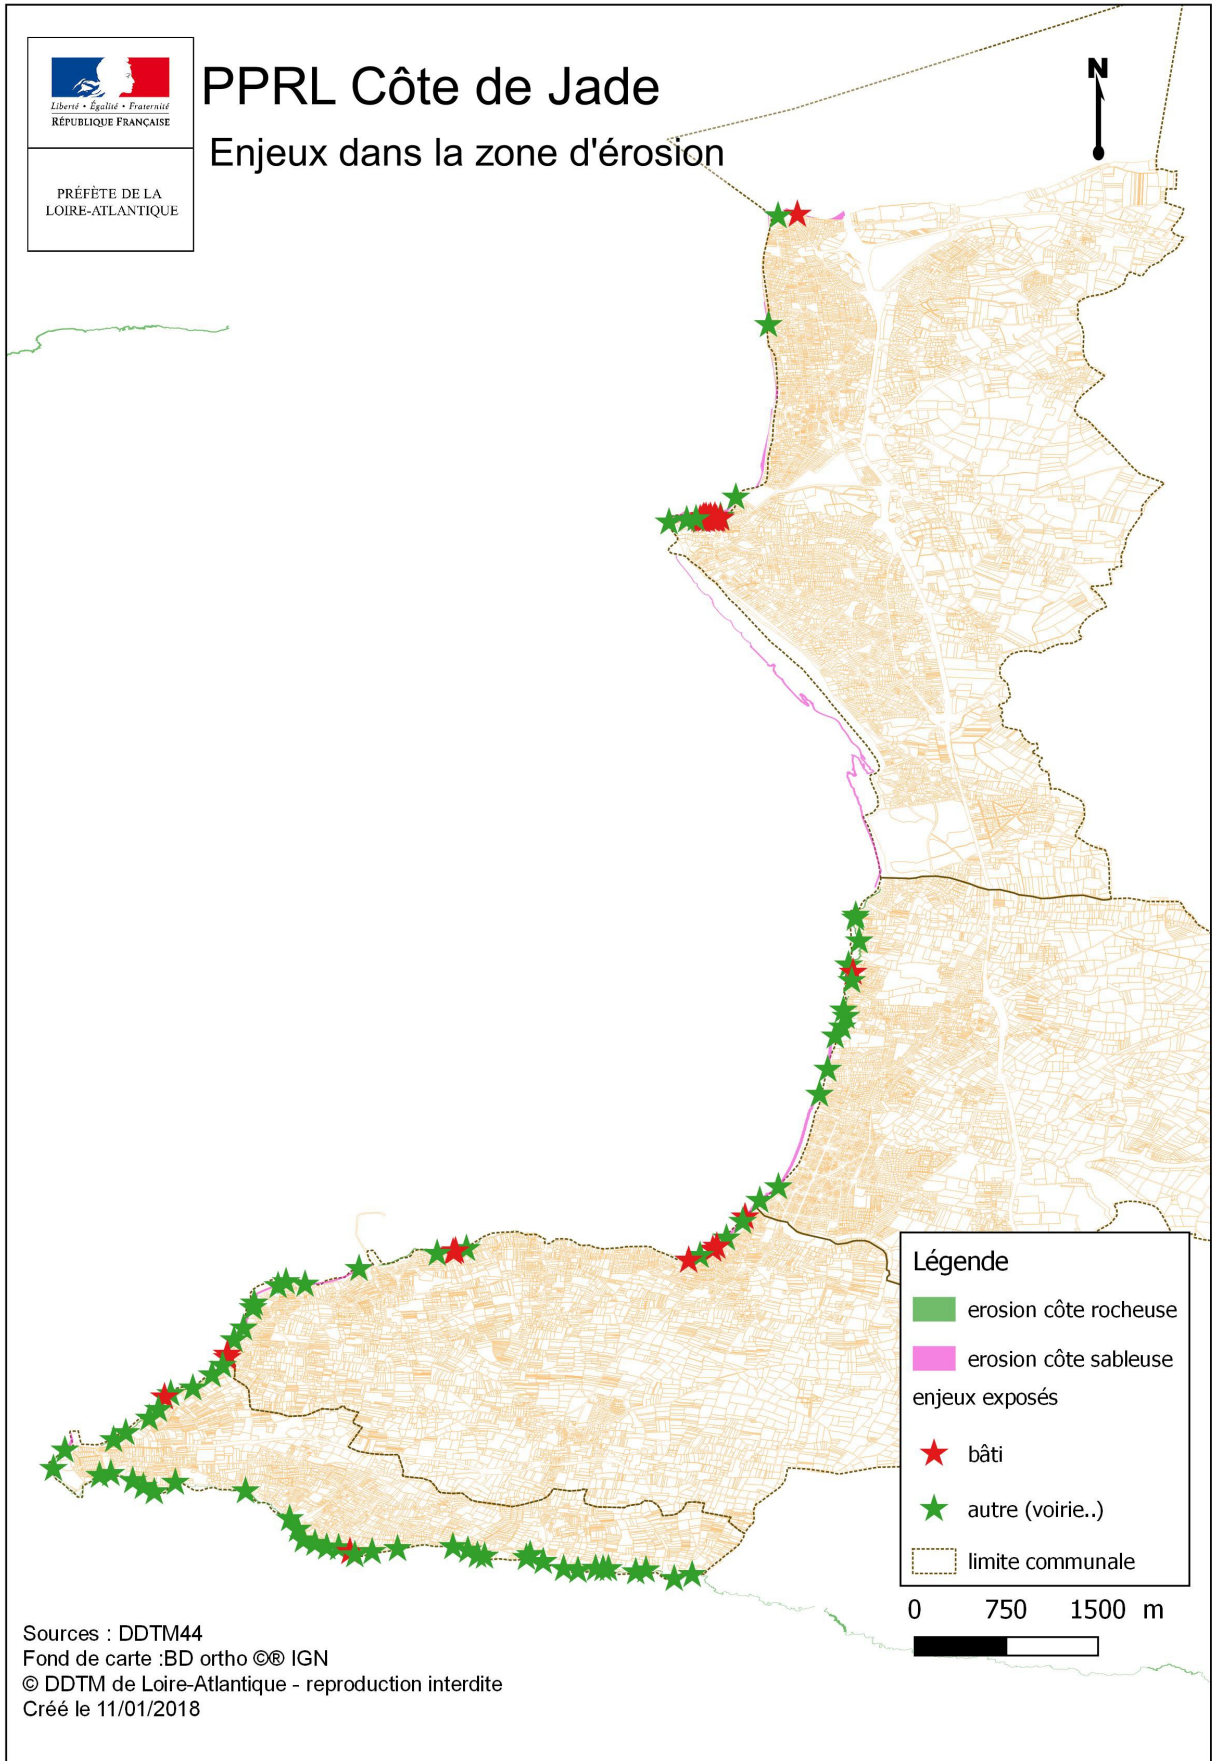 Liberté • Égalité • Fraternité
RÉPUBLIQUE FRANÇAISE
PRÉFÈTE DE LA
LOIRE-ATLANTIQUE
PPRL Côte de Jade
Enjeux dans la zone d'érosion
N
Légende
erosion côte rocheuse
erosion côte sableuse
enjeux exposés
bâti
autre (voirie..)
limite communale
0 750 1500 m
Sources : DDTM44
Fond de carte :BD ortho ©® IGN
© DDTM de Loire-Atlantique - reproduction interdite
Créé le 11/01/2018